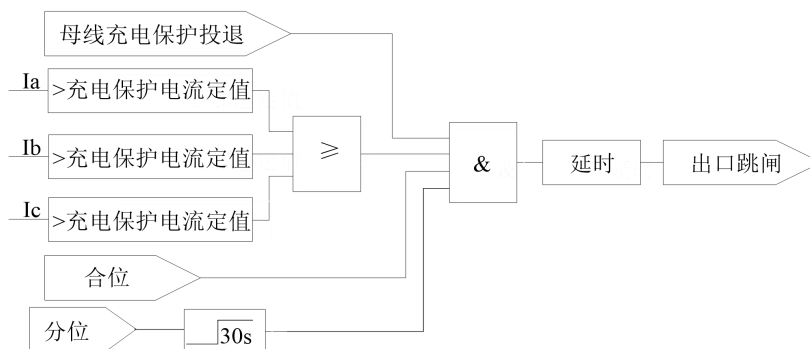 母线充电保护投退
Ia
>充电保护电流定值
Ib
>充电保护电流定值
Ic
>充电保护电流定值
≥
&
延时
出口跳闸
合位
分位
30s